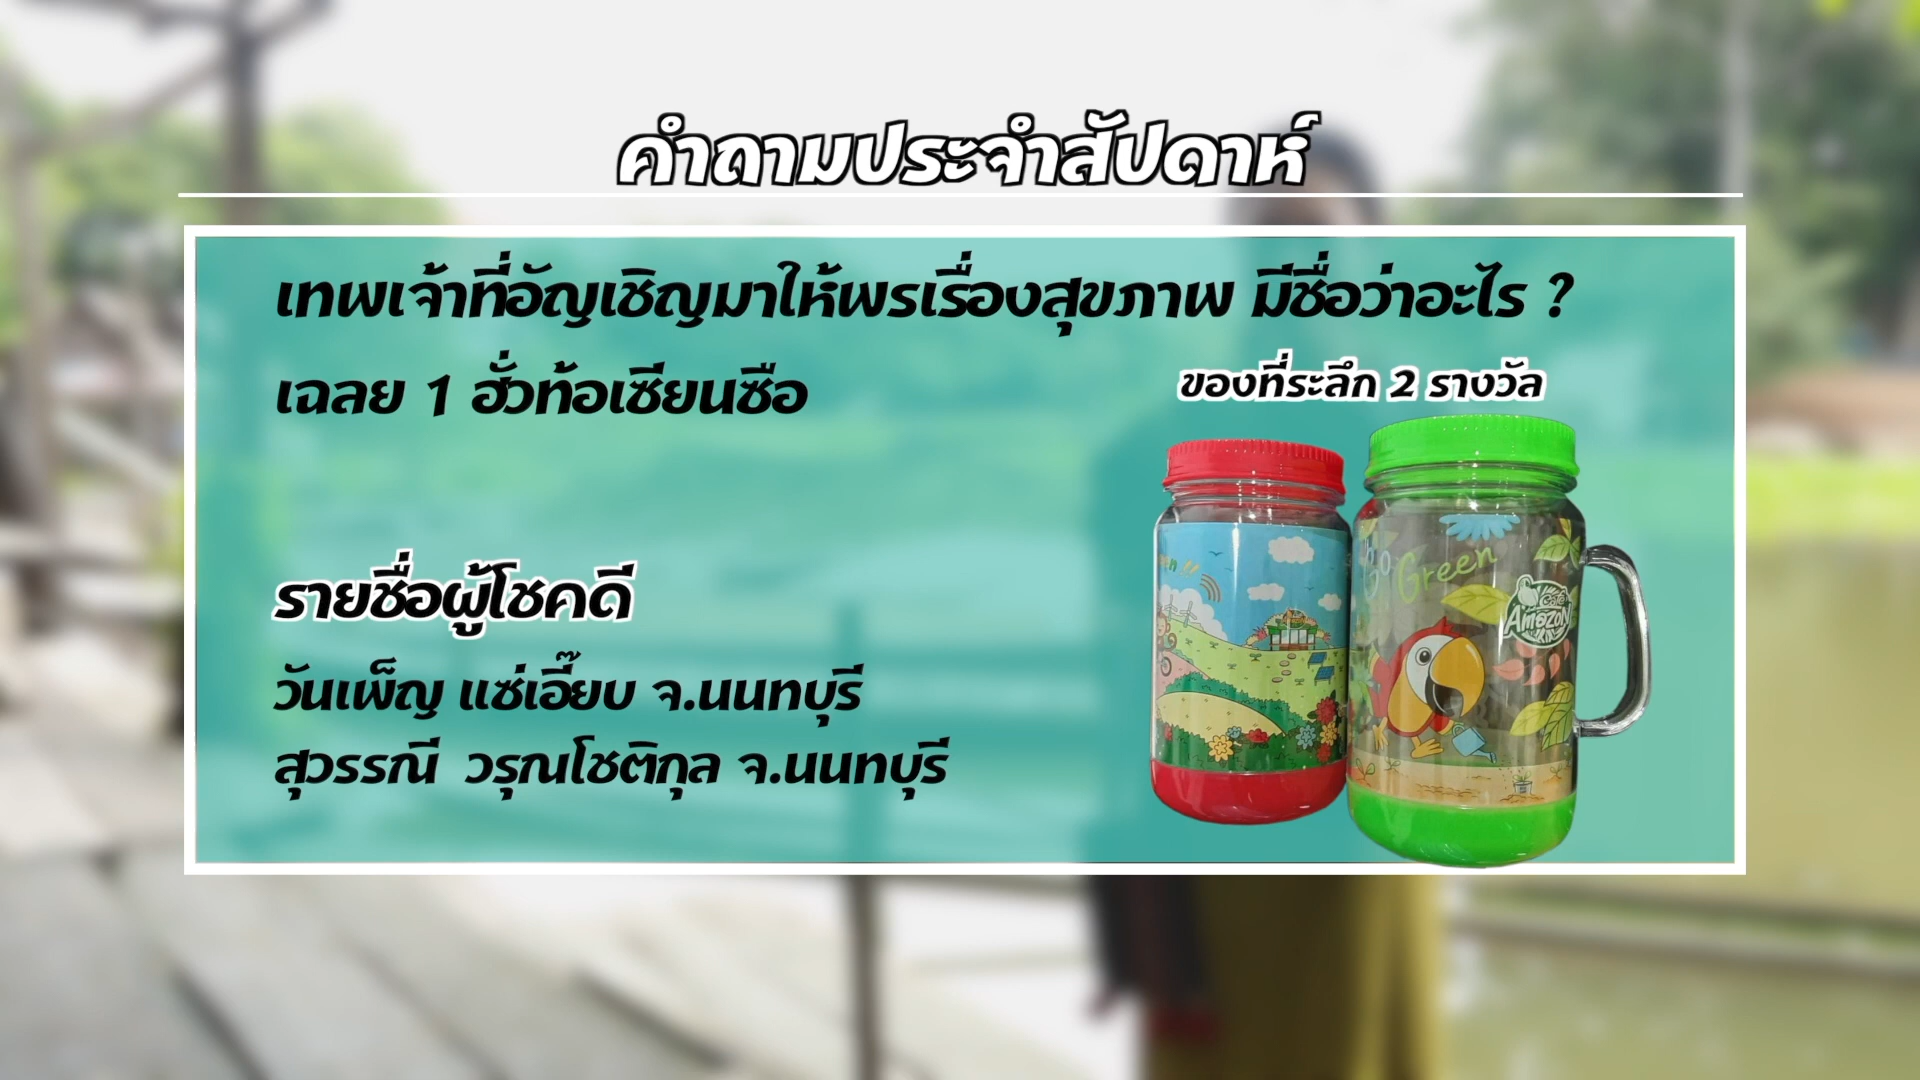 คำถามประจำสัปดาห์
เทพเจ้าที่อัญเชิญมาให้พรเรื่องสุขภาพ มีชื่อว่าอะไร ?
เฉลย 1 ฮั่วท้อเซียนซือ
ของที่ระลึก 2 รางวัล
Go Green
Café
Amazon
รายชื่อผู้โชคดี
วันเพ็ญ แซ่เอี๊ยบ จ.นนทบุรี
สุวรรณี วรุณโชติกุล จ.นนทบุรี